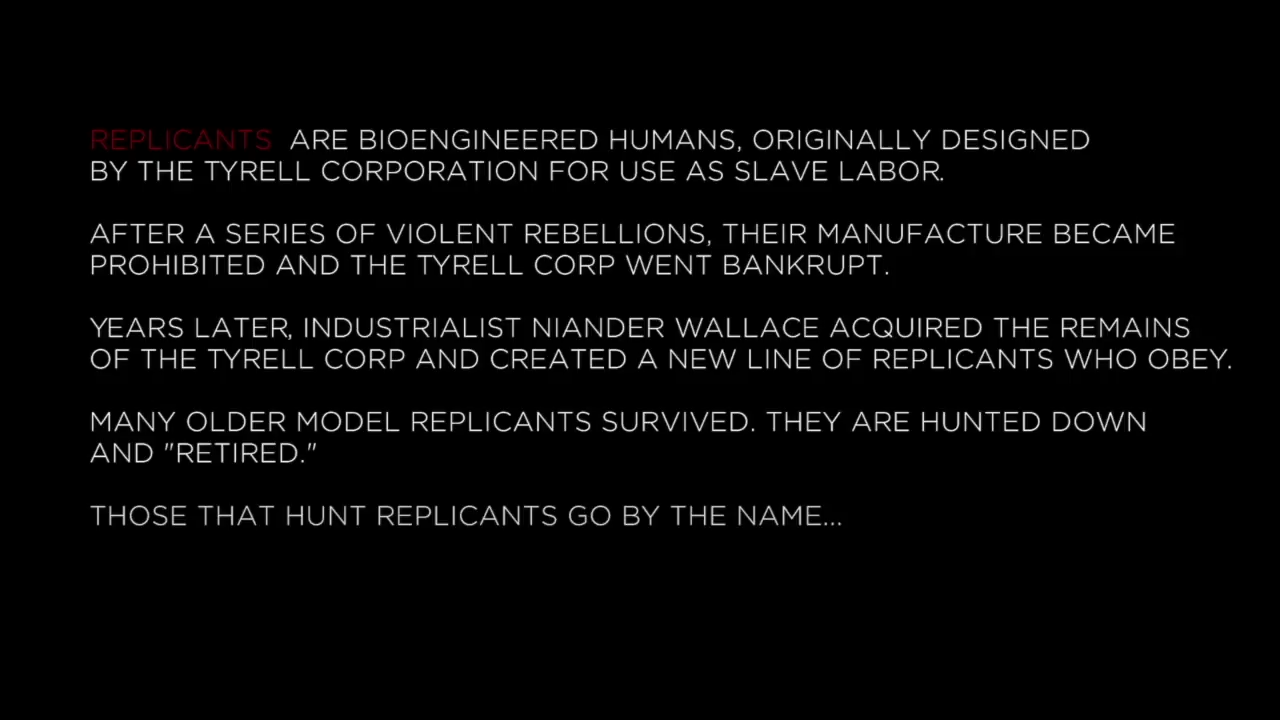 REPLICANTS ARE BIOENGINEERED HUMANS, ORIGINALLY DESIGNED
BY THE TYRELL CORPORATION FOR USE AS SLAVE LABOR.
AFTER A SERIES OF VIOLENT REBELLIONS, THEIR MANUFACTURE BECAME
PROHIBITED AND THE TYRELL CORP WENT BANKRUPT.
YEARS LATER, INDUSTRIALIST NIANDER WALLACE ACQUIRED THE REMAINS
OF THE TYRELL CORP AND CREATED A NEW LINE OF REPLICANTS WHO OBEY.
MANY OLDER MODEL REPLICANTS SURVIVED. THEY ARE HUNTED DOWN
AND "RETIRED."
THOSE THAT HUNT REPLICANTS GO BY THE NAME...